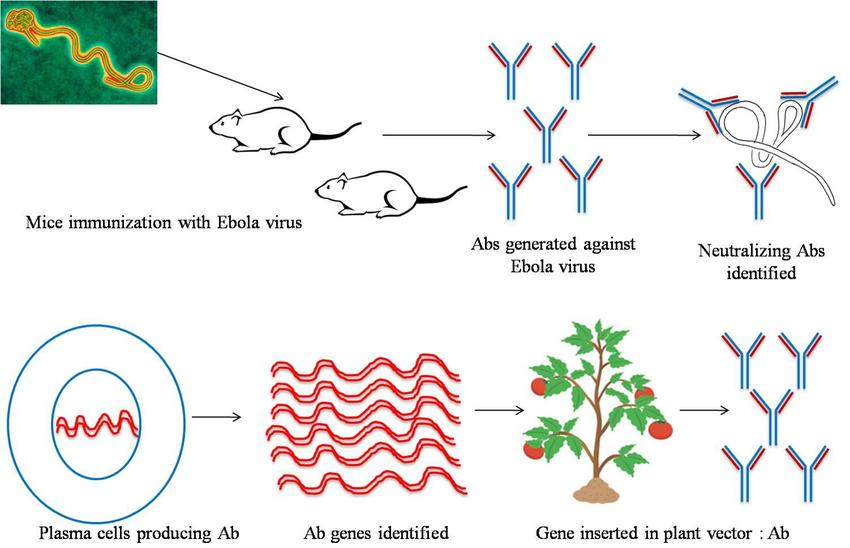 Mice immunization with Ebola virus
Abs generated against
Ebola virus
Neutralizing Abs
identified
Plasma cells producing Ab
Ab genes identified
Gene inserted in plant vector : Ab